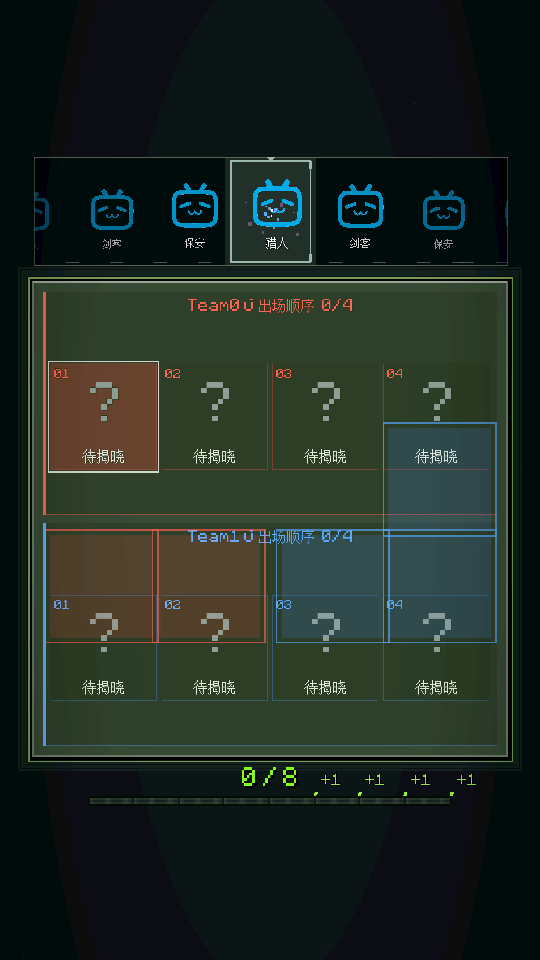 剑客 保安 猎人 剑客 保安
Team0 出场顺序 0/4
01 02 03 04
待揭晓 待揭晓 待揭晓 待揭晓
Team1 出场顺序 0/4
01 02 03 04
待揭晓 待揭晓 待揭晓 待揭晓
0/8 +1 +1 +1 +1